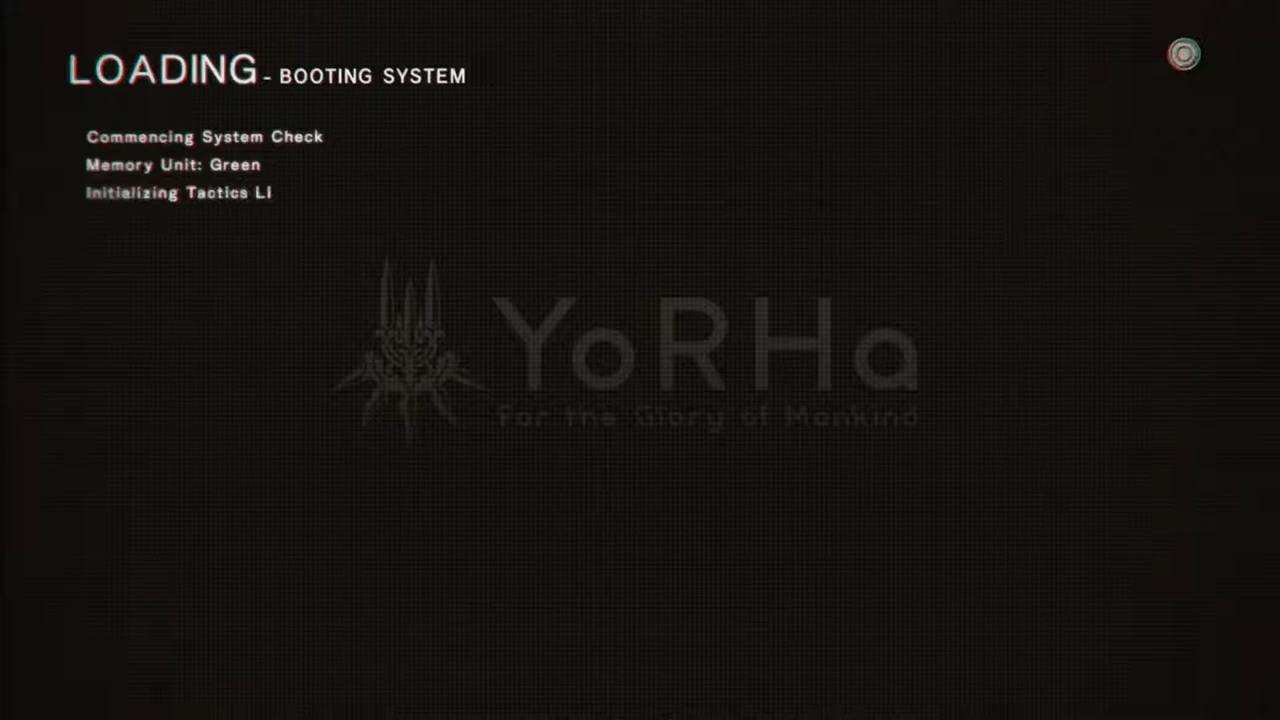 LOADING - BOOTING SYSTEM
Commencing System Check
Memory Unit: Green
Initializing Tactics LI
YoRHa
For the Glory of Mankind